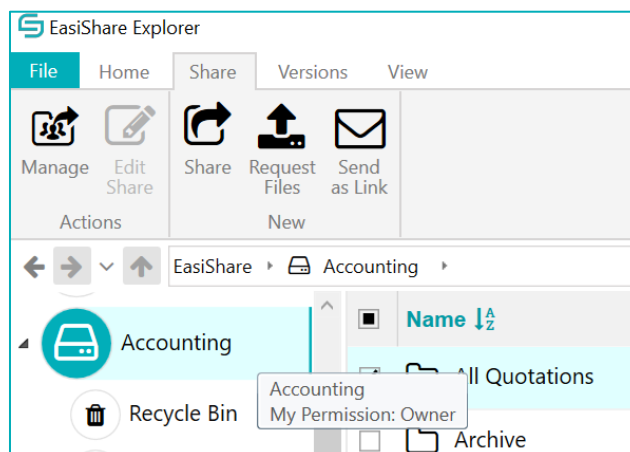 EasiShare Explorer
File Home Share Versions View
Manage Edit Share Share Request Files Send as Link
Actions New
EasiShare Accounting
Accounting
Name
Accounting
My Permission: Owner
All Quotations
Recycle Bin
Archive